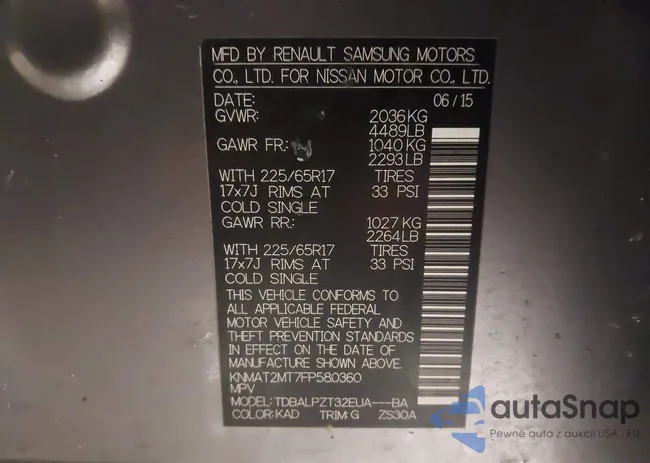 MFD BY RENAULT SAMSUNG MOTORS
CO., LTD. FOR NISSAN MOTOR CO., LTD.
DATE: 06/15
GVWR: 2036 KG
4489LB
GAWR FR: 1040 KG
2293 LB
WITH 225/65R17 TIRES
17x7J RIMS AT 33 PSI
COLD SINGLE
GAWR RR: 1027 KG
2264LB
WITH 225/65R17 TIRES
17x7J RIMS AT 33 PSI
COLD SINGLE
THIS VEHICLE CONFORMS TO
ALL APPLICABLE FEDERAL
MOTOR VEHICLE SAFETY AND
THEFT PREVENTION STANDARDS
IN EFFECT ON THE DATE OF
MANUFACTURE SHOWN ABOVE.
KNMAT2MT7FP580360
MPV
MODEL: TDBALPZT32EUA---BA
COLOR: KAD TRIM: G ZS30A
autaSnap
Pewne auta z aukcji USA i EU